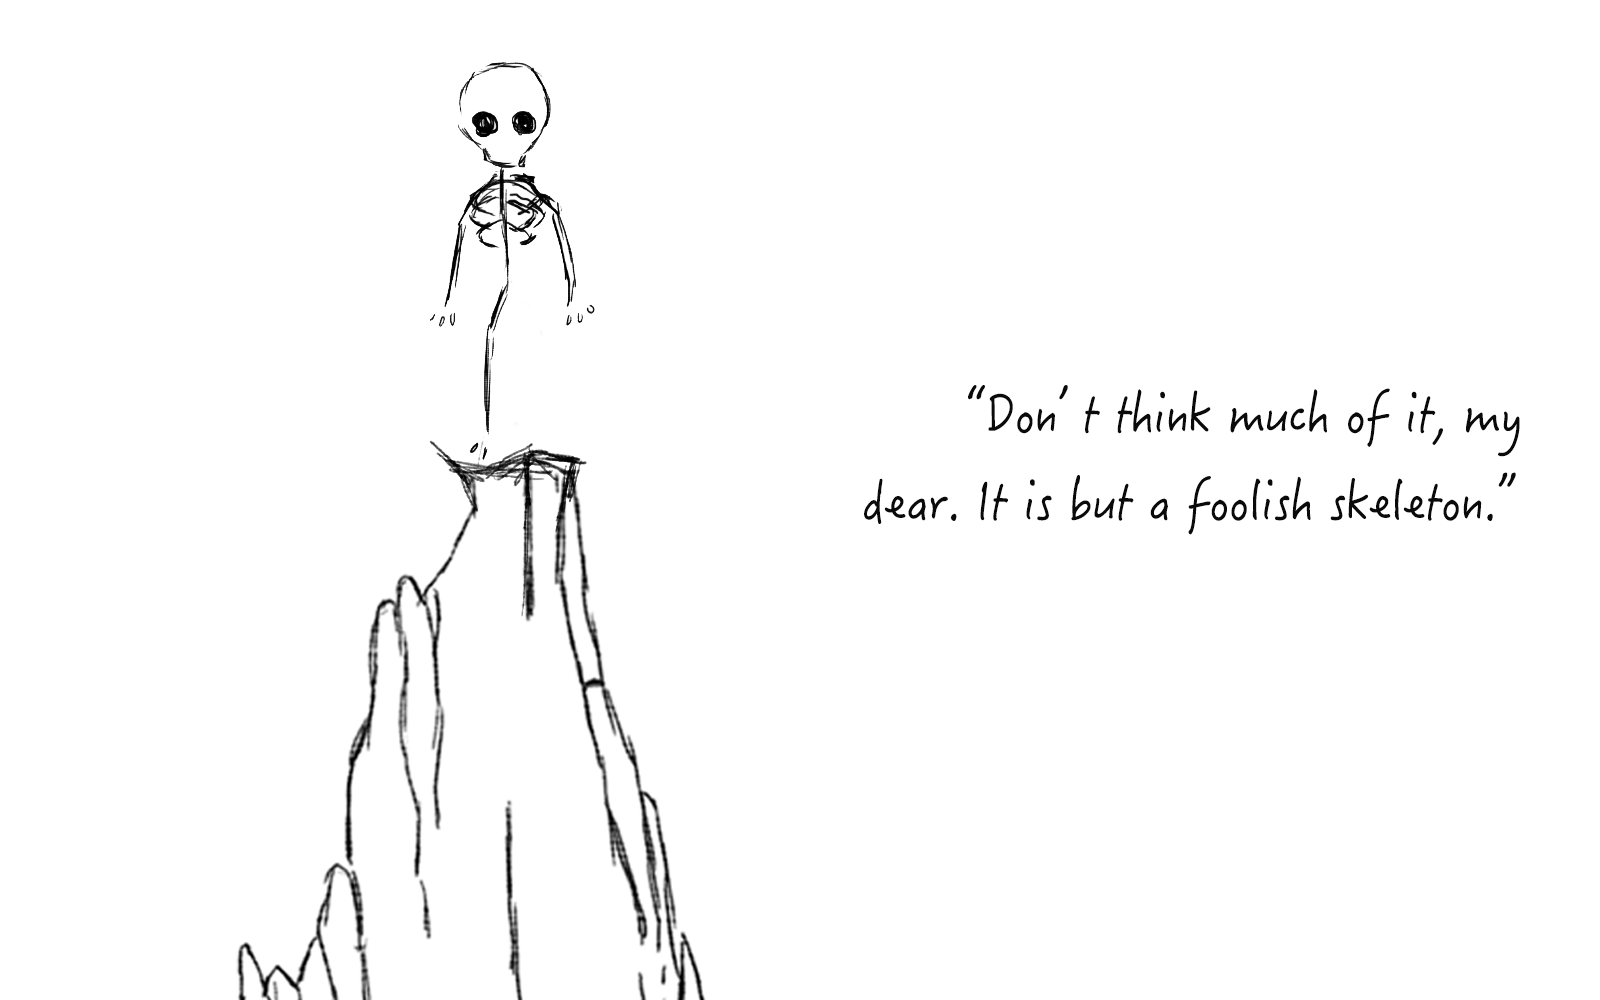 “Don’t think much of it, my
dear. It is but a foolish skeleton.”